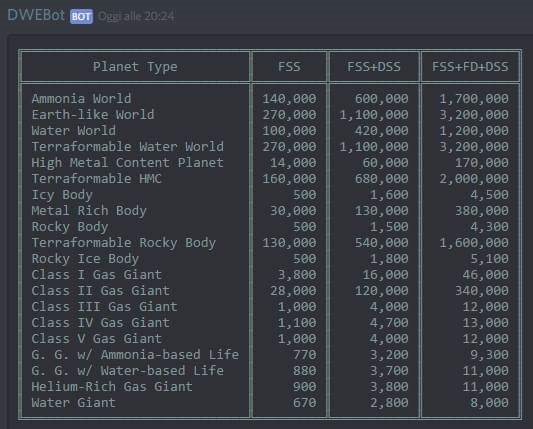 DWEBot BOT Oggi alle 20:24
Planet Type FSS FSS+DSS FSS+FD+DSS
Ammonia World 140,000 600,000 1,700,000
Earth-like World 270,000 1,100,000 3,200,000
Water World 100,000 420,000 1,200,000
Terraformable Water World 270,000 1,100,000 3,200,000
High Metal Content Planet 14,000 60,000 170,000
Terraformable HMC 160,000 680,000 2,000,000
Icy Body 500 1,600 4,500
Metal Rich Body 30,000 130,000 380,000
Rocky Body 500 1,500 4,300
Terraformable Rocky Body 130,000 540,000 1,600,000
Rocky Ice Body 500 1,800 5,100
Class I Gas Giant 3,800 16,000 46,000
Class II Gas Giant 28,000 120,000 340,000
Class III Gas Giant 1,000 4,000 12,000
Class IV Gas Giant 1,100 4,700 13,000
Class V Gas Giant 1,000 4,000 12,000
G. G. w/ Ammonia-based Life 770 3,200 9,300
G. G. w/ Water-based Life 880 3,700 11,000
Helium-Rich Gas Giant 900 3,800 11,000
Water Giant 670 2,800 8,000